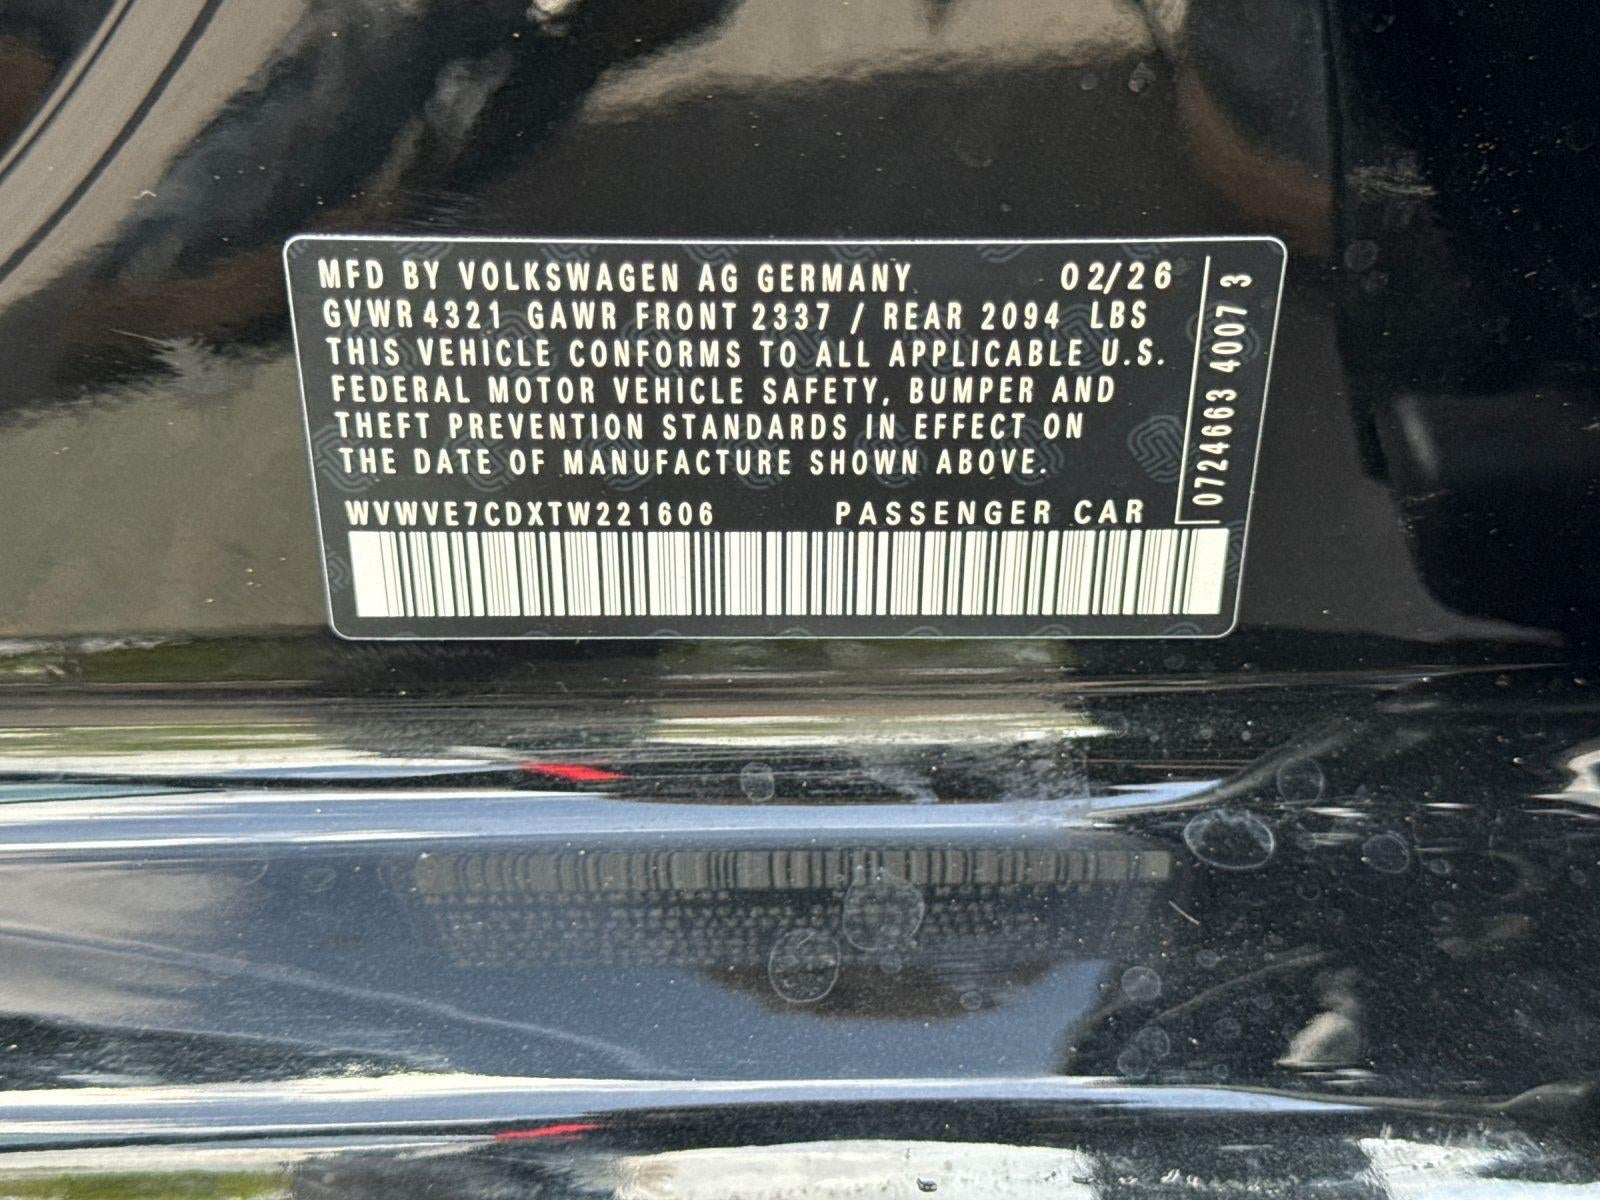 MFD BY VOLKSWAGEN AG GERMANY 02/26
GVWR 4321 GAWR FRONT 2337 / REAR 2094 LBS
THIS VEHICLE CONFORMS TO ALL APPLICABLE U.S.
FEDERAL MOTOR VEHICLE SAFETY, BUMPER AND
THEFT PREVENTION STANDARDS IN EFFECT ON
THE DATE OF MANUFACTURE SHOWN ABOVE.
WVWVE7CDXTW221606 PASSENGER CAR
0724663 4007 3